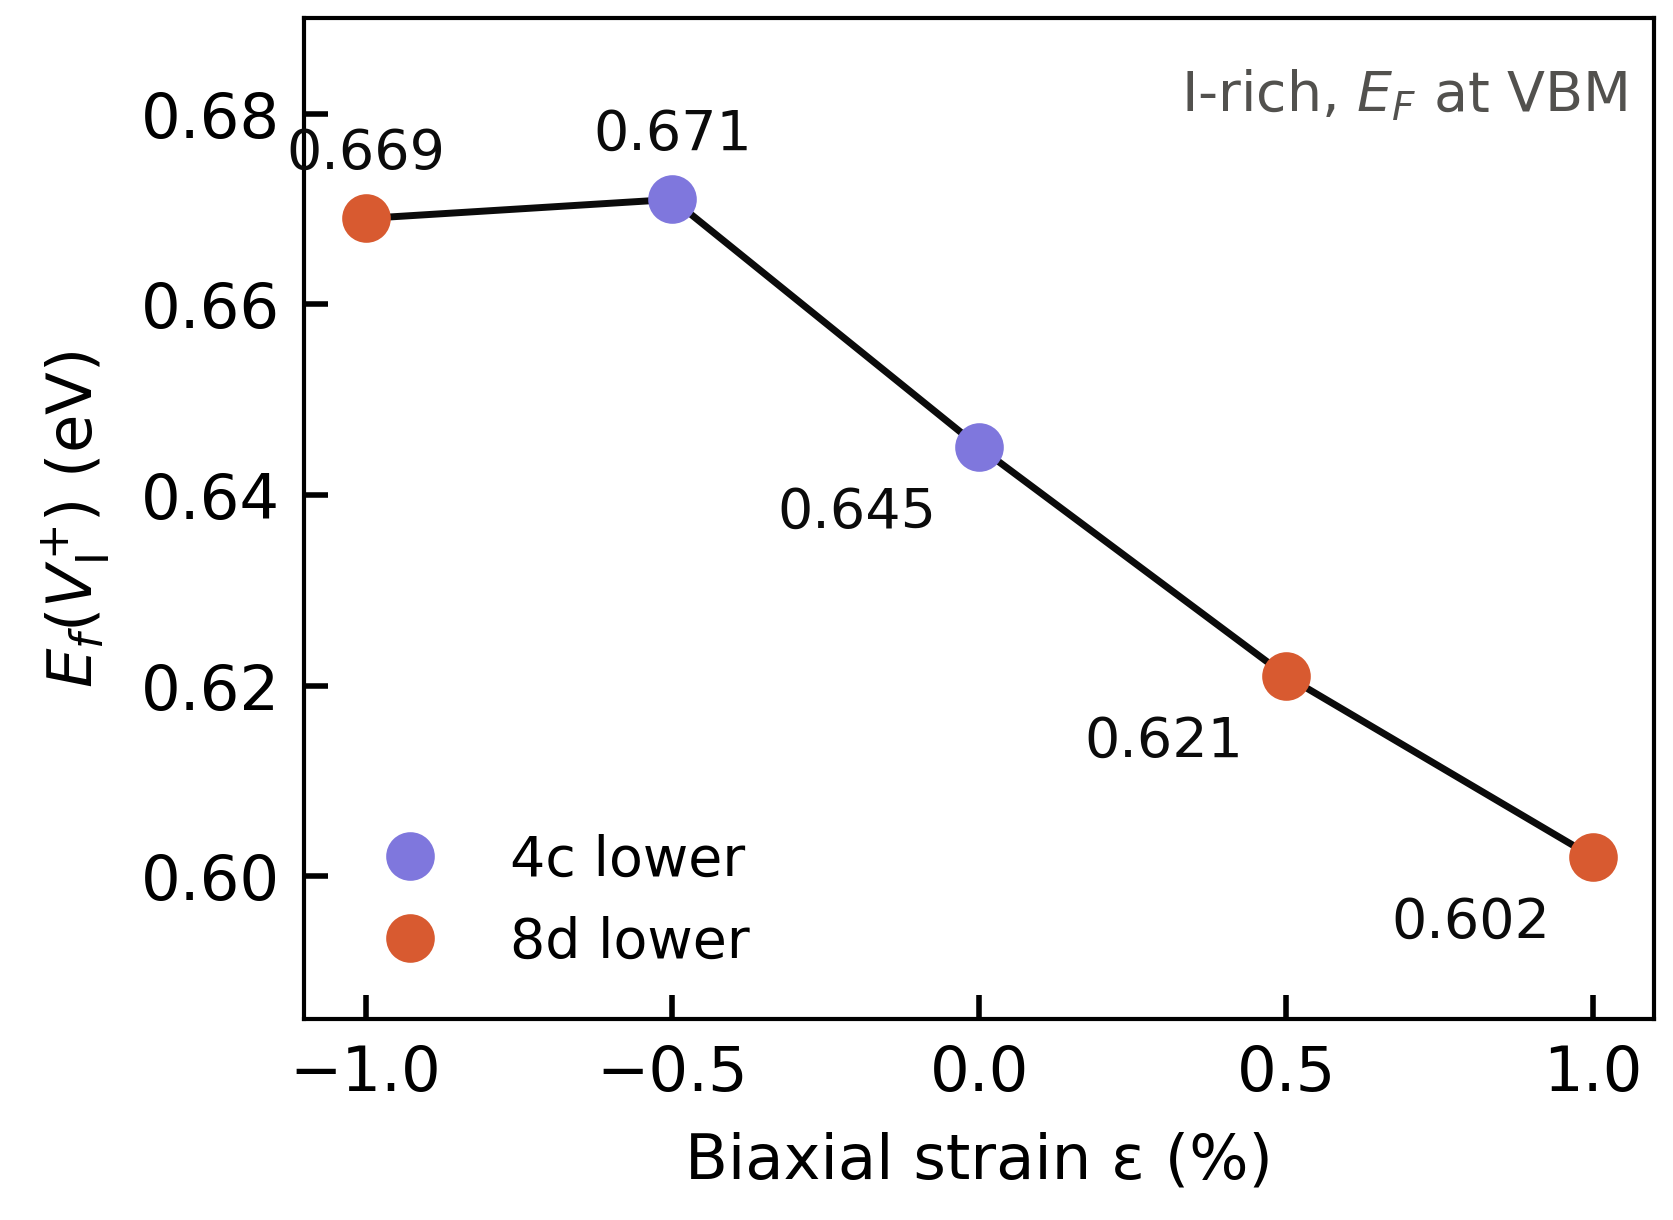 I-rich, E_F at VBM
0.68
0.66
0.64
0.62
0.60
E_f(V_I^+) (eV)
0.669
0.671
0.645
0.621
0.602
4c lower
8d lower
−1.0 −0.5 0.0 0.5 1.0
Biaxial strain ε (%)